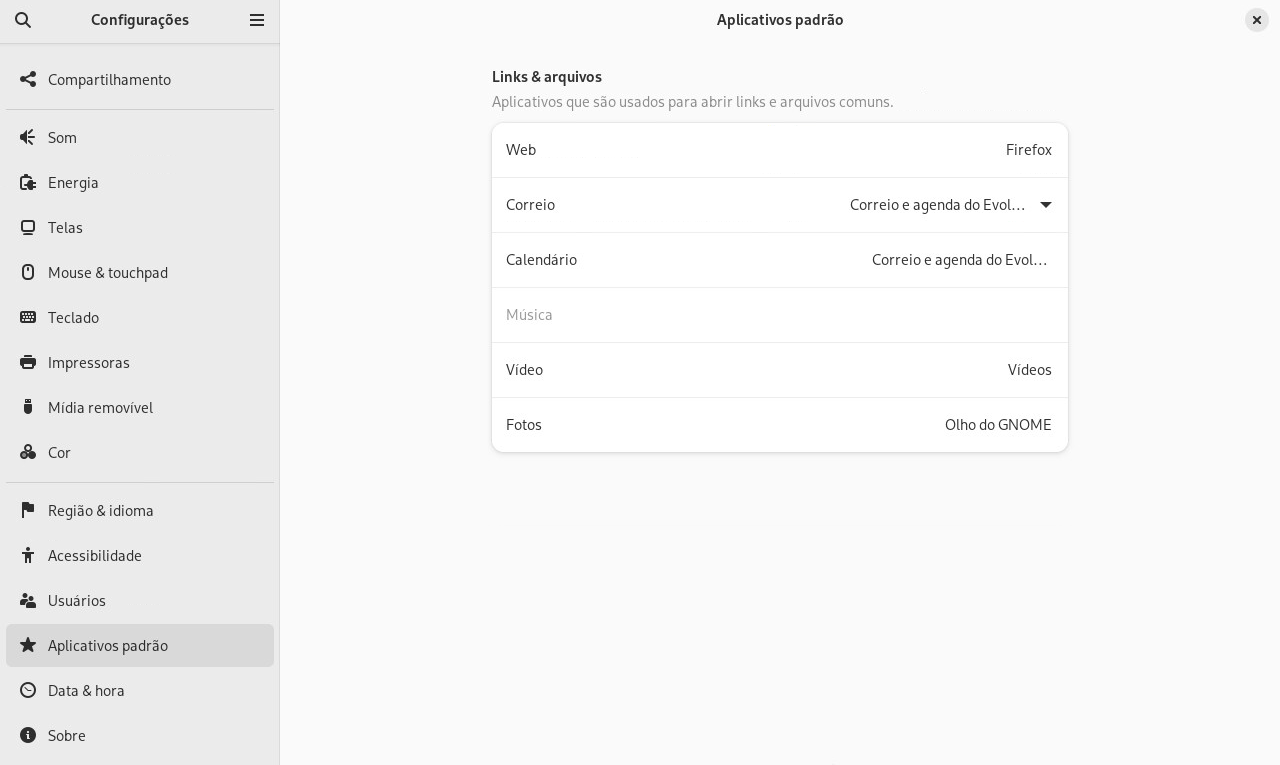 Configurações
Aplicativos padrão
Compartilhamento
Som
Energia
Telas
Mouse & touchpad
Teclado
Impressoras
Mídia removível
Cor
Região & idioma
Acessibilidade
Usuários
Aplicativos padrão
Data & hora
Sobre
Links & arquivos
Aplicativos que são usados para abrir links e arquivos comuns.
Web Firefox
Correio Correio e agenda do Evol…
Calendário Correio e agenda do Evol…
Música
Vídeo Vídeos
Fotos Olho do GNOME